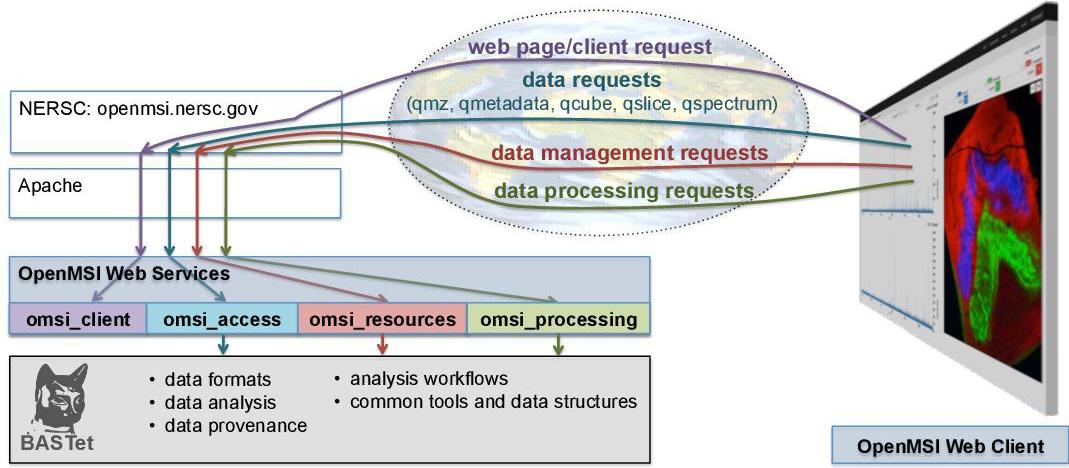 web page/client request
data requests
(qmz, qmetadata, qcube, qslice, qspectrum)
NERSC: openmsi.nersc.gov
data management requests
Apache
data processing requests
OpenMSI Web Services
omsi_client
omsi_access
omsi_resources
omsi_processing
• data formats
• data analysis
• data provenance
• analysis workflows
• common tools and data structures
BASTet
OpenMSI Web Client